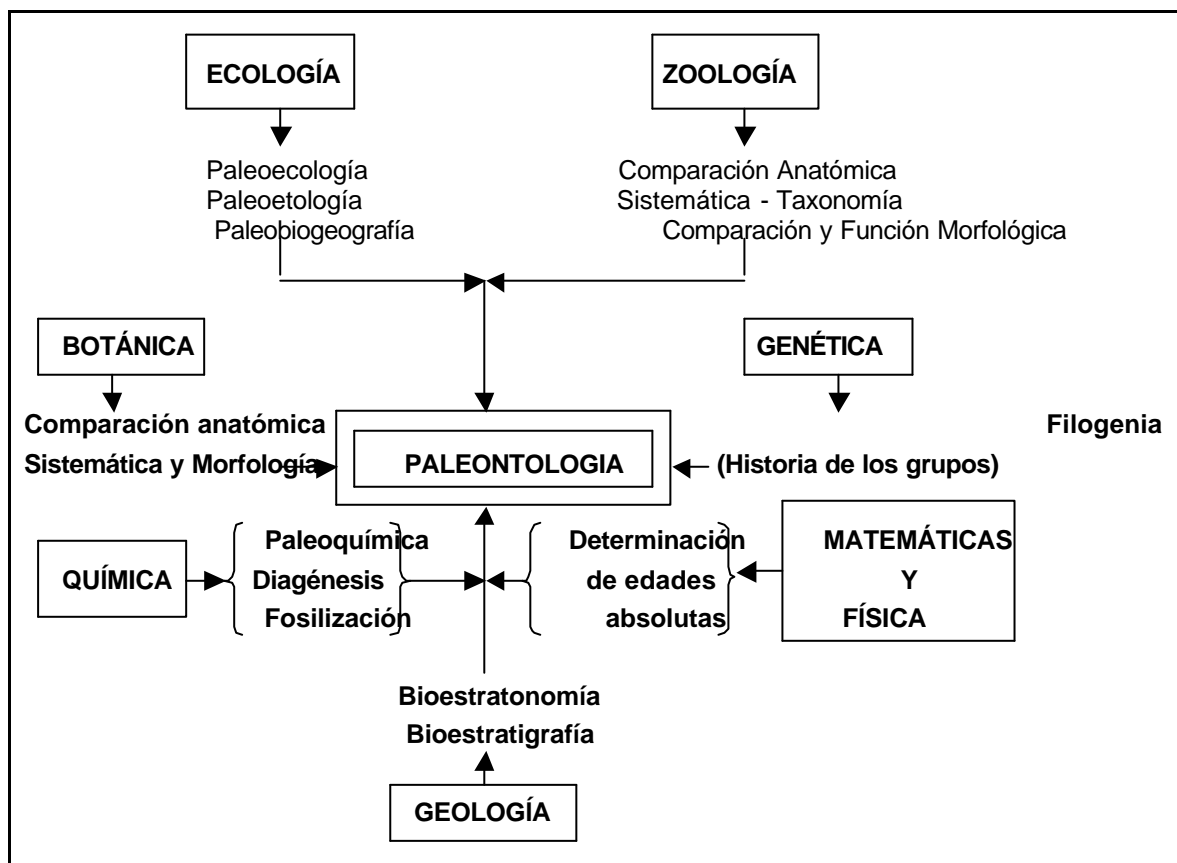 ECOLOGÍA
ZOOLOGÍA
Paleoecología
Paleoetología
Paleobiogeografía
Comparación Anatómica
Sistemática - Taxonomía
Comparación y Función Morfológica
BOTÁNICA
GENÉTICA
Comparación anatómica
Sistemática y Morfología
PALEONTOLOGIA
Filogenia
(Historia de los grupos)
QUÍMICA
Paleoquímica
Diagénesis
Fosilización
Determinación
de edades
absolutas
MATEMÁTICAS
Y
FÍSICA
Bioestratonomía
Bioestratigrafía
GEOLOGÍA